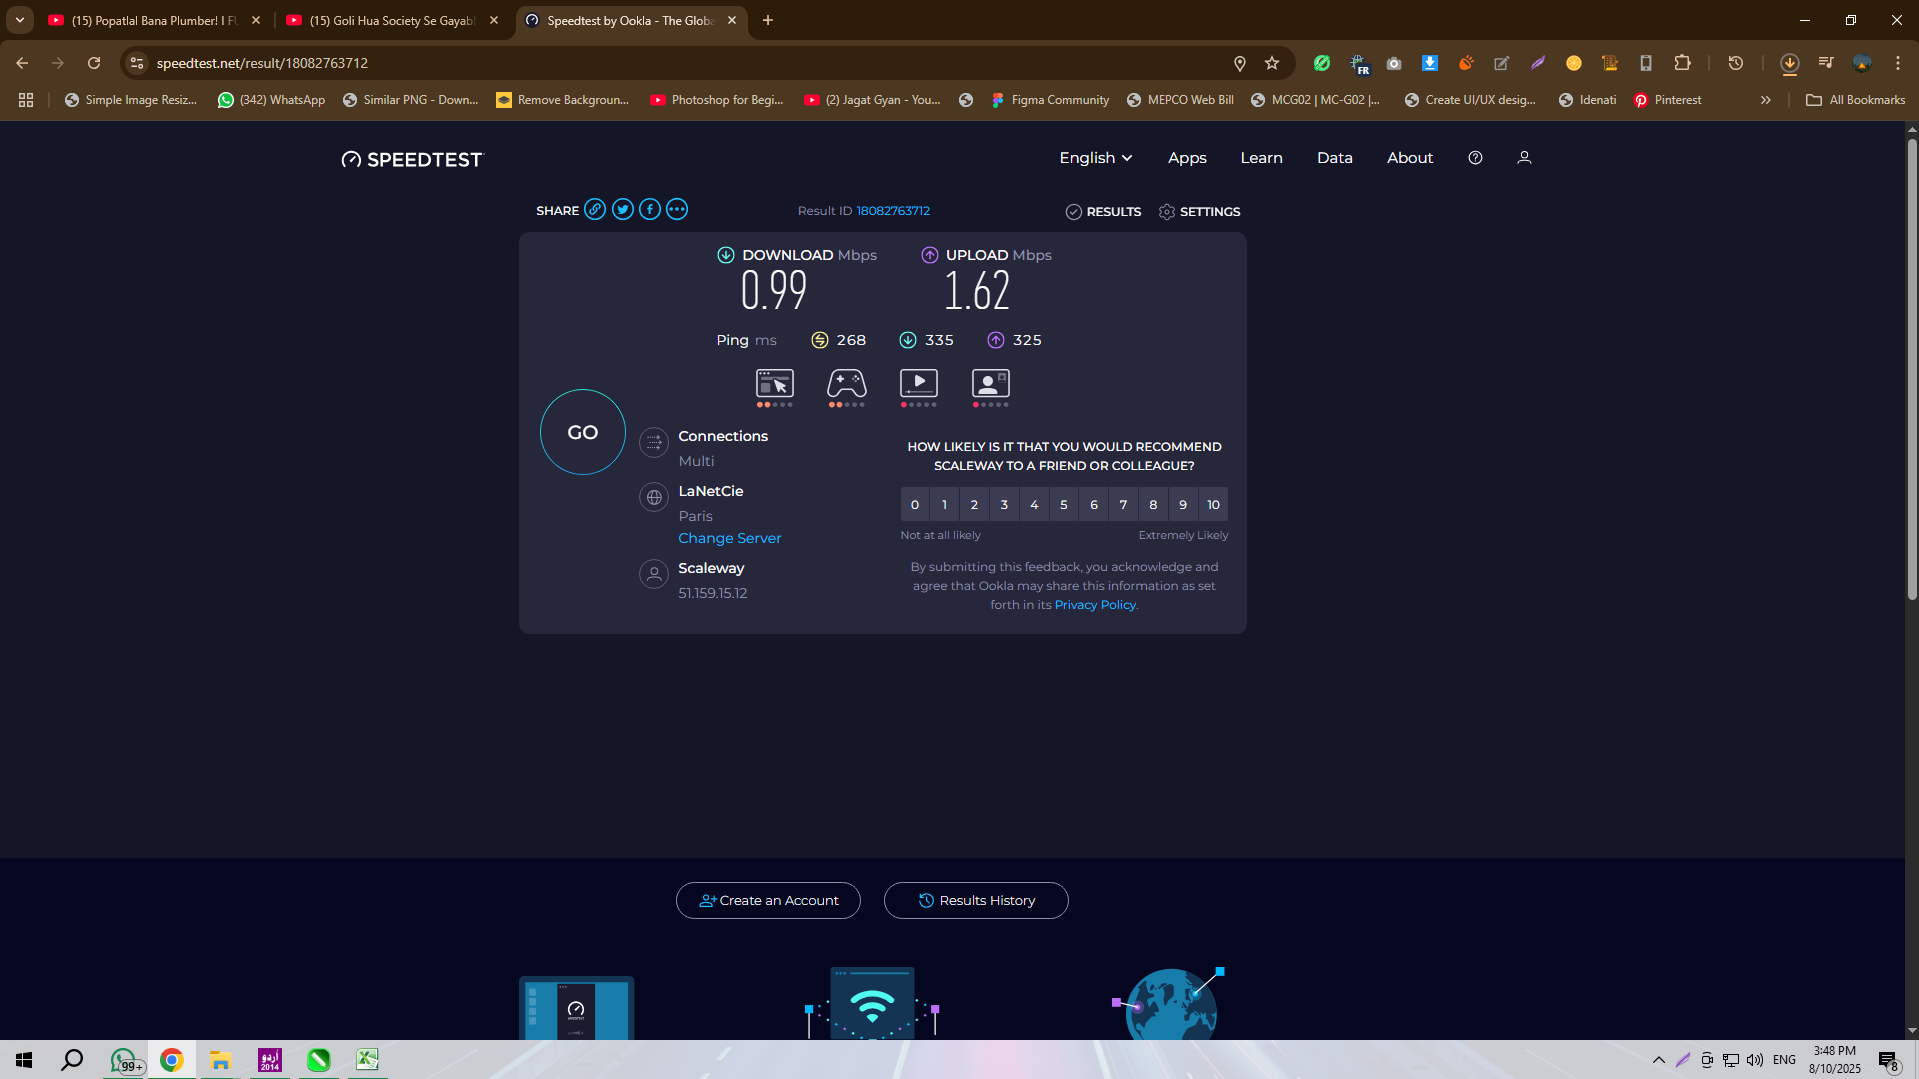 (15) Popatlal Bana Plumber! I FU
(15) Goli Hua Society Se Gayab!
Speedtest by Ookla - The Globa
speedtest.net/result/18082763712
FR
Simple Image Resiz...
(342) WhatsApp
Similar PNG - Down...
Remove Backgroun...
Photoshop for Begi...
(2) Jagat Gyan - You...
Figma Community
MEPCO Web Bill
MCG02 | MC-G02 |...
Create UI/UX desig...
Idenati
Pinterest
All Bookmarks
SPEEDTEST
English
Apps
Learn
Data
About
SHARE
Result ID 18082763712
RESULTS
SETTINGS
DOWNLOAD Mbps
0.99
UPLOAD Mbps
1.62
Ping ms
268
335
325
GO
Connections
Multi
LaNetCie
Paris
Change Server
Scaleway
51.159.15.12
HOW LIKELY IS IT THAT YOU WOULD RECOMMEND
SCALEWAY TO A FRIEND OR COLLEAGUE?
0 1 2 3 4 5 6 7 8 9 10
Not at all likely
Extremely Likely
By submitting this feedback, you acknowledge and
agree that Ookla may share this information as set
forth in its Privacy Policy.
Create an Account
Results History
SPEEDTEST
99+
اُردو
2014
ENG
3:48 PM
8/10/2025
8